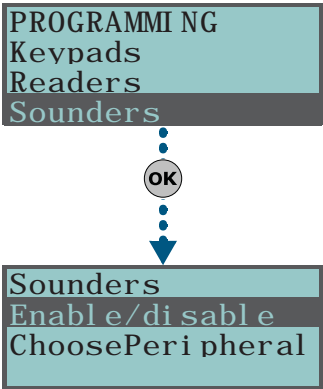 PROGRAMMING
Keypads
Readers
Sounders
OK
Sounders
Enable/disable
ChoosePeripheral